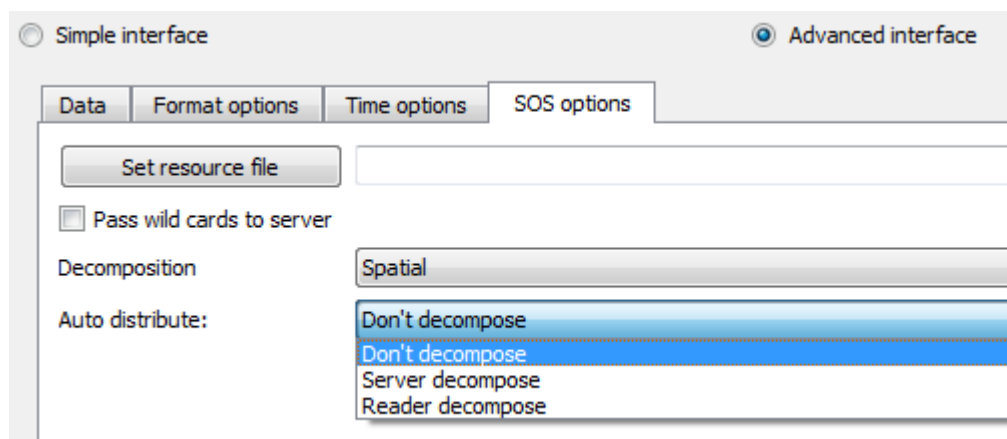 Simple interface Advanced interface
Data Format options Time options SOS options
Set resource file
Pass wild cards to server
Decomposition Spatial
Auto distribute: Don't decompose
Don't decompose
Server decompose
Reader decompose